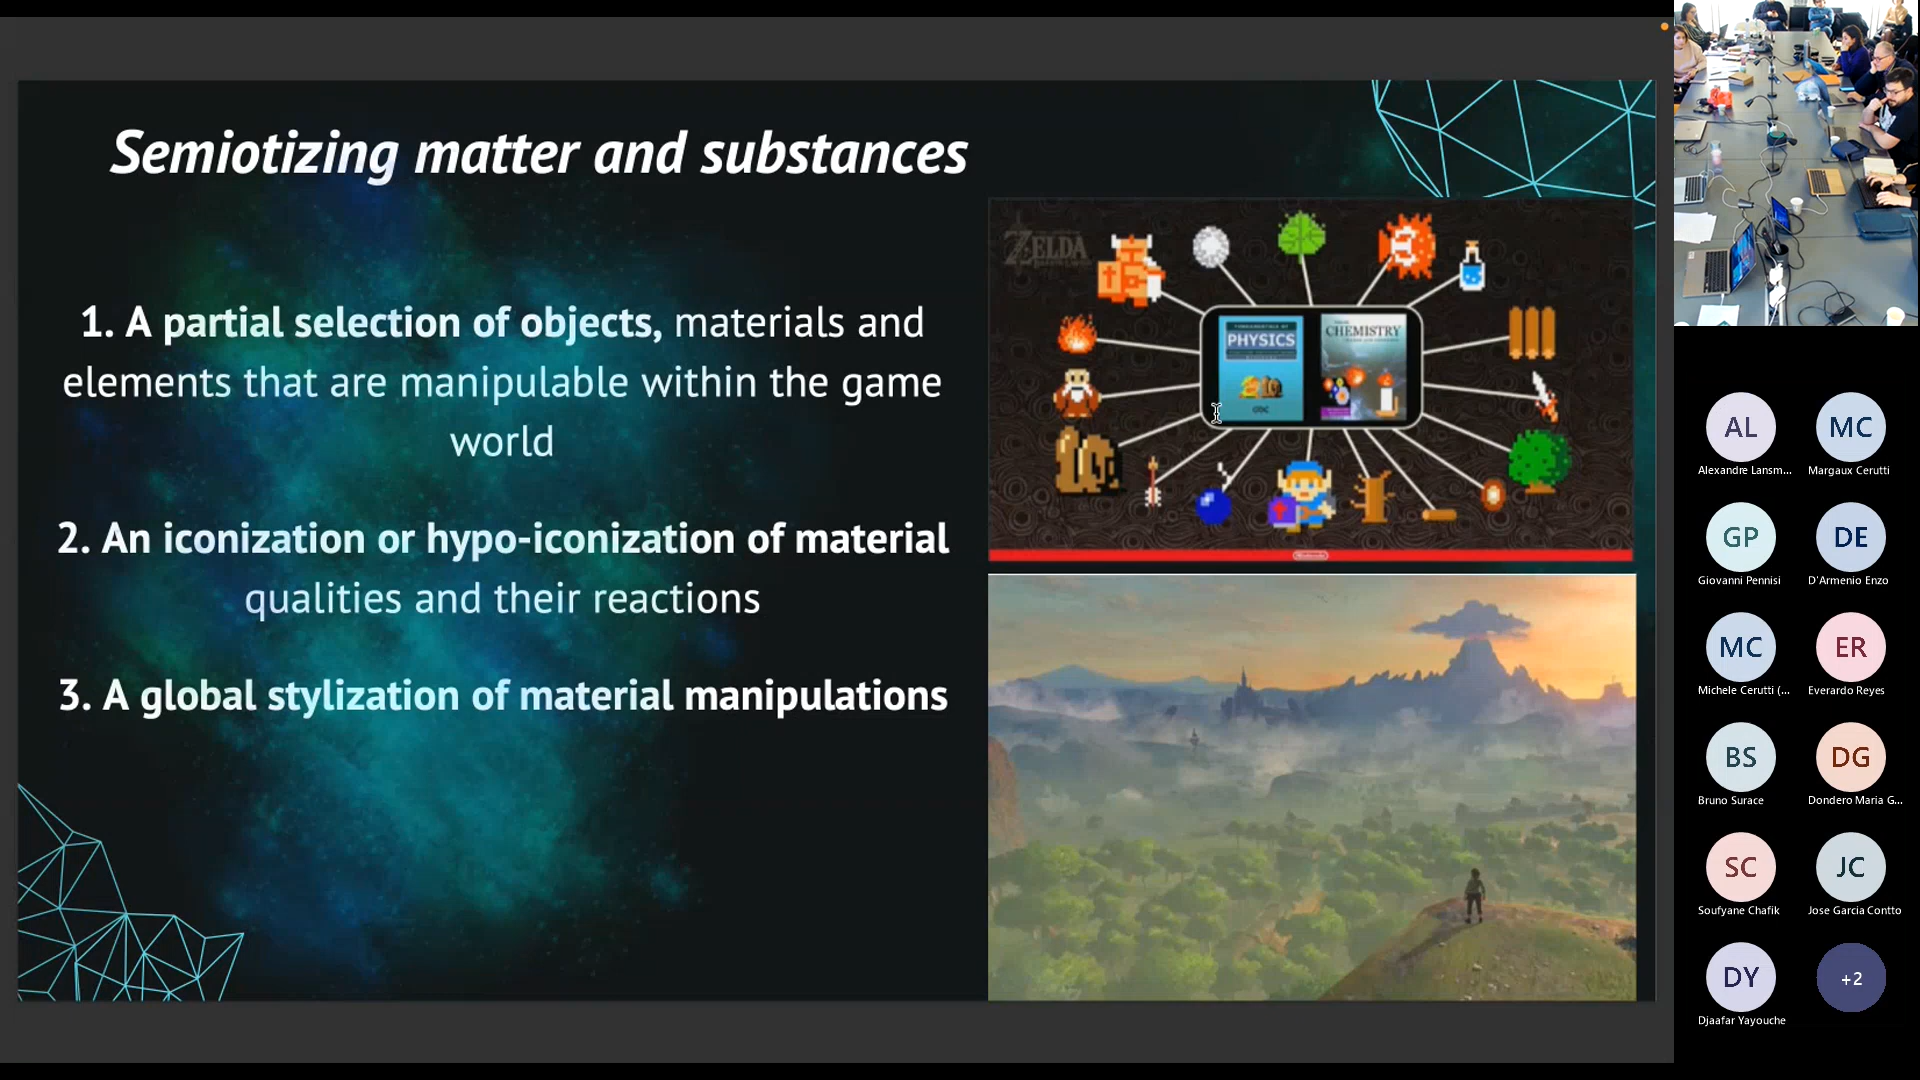 Semiotizing matter and substances
1. A partial selection of objects, materials and
elements that are manipulable within the game
world
2. An iconization or hypo-iconization of material
qualities and their reactions
3. A global stylization of material manipulations
ZELDA
PHYSICS
CHEMISTRY
Nintendo
AL
MC
Alexandre Lansm...
Margaux Cerutti
GP
DE
Giovanni Pennisi
D'Armenio Enzo
MC
ER
Michele Cerutti (...
Everardo Reyes
BS
DG
Bruno Surace
Dondero Maria G...
SC
JC
Soufyane Chafik
Jose Garcia Contto
DY
+2
Djaafar Yayouche